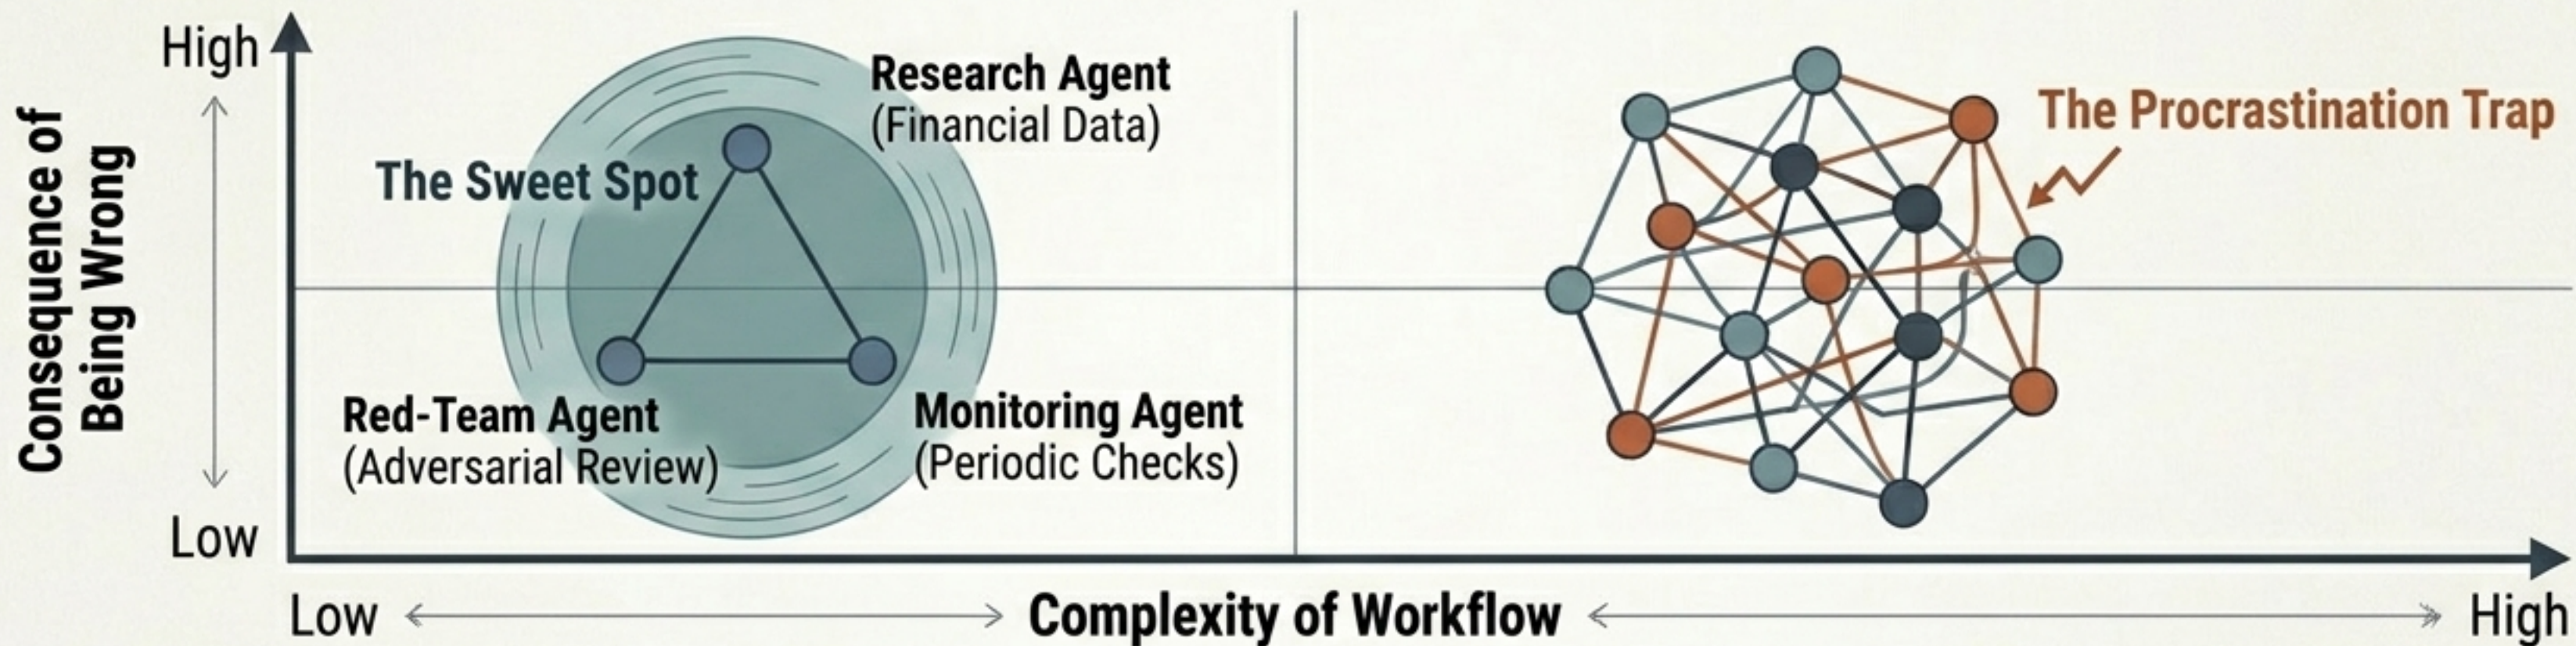 High
Consequence of
Being Wrong
Low
The Sweet Spot
Research Agent
(Financial Data)
Red-Team Agent
(Adversarial Review)
Monitoring Agent
(Periodic Checks)
The Procrastination Trap
Low
Complexity of Workflow
High